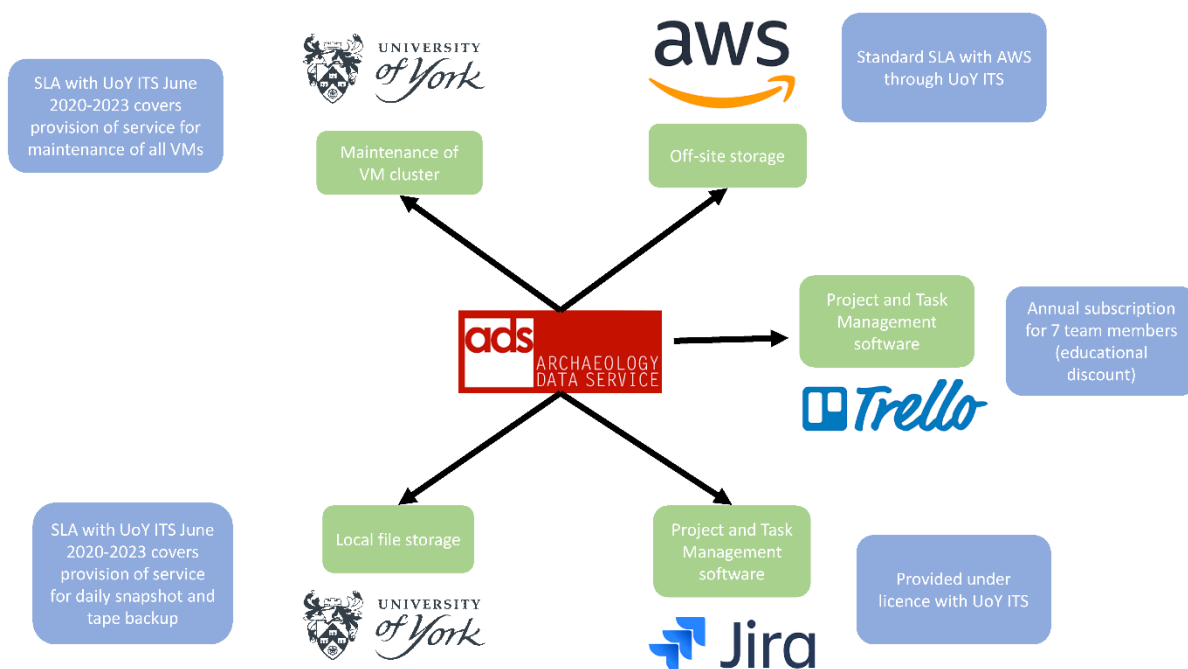 UNIVERSITY
of York
aws
SLA with UoY ITS June
2020-2023 covers
provision of service for
maintenance of all VMs
Standard SLA with AWS
through UoY ITS
Maintenance of
VM cluster
Off-site storage
Project and Task
Management
software
Annual subscription
for 7 team members
(educational
discount)
ads
ARCHAEOLOGY
DATA SERVICE
Trello
SLA with UoY ITS June
2020-2023 covers
provision of service
for daily snapshot and
tape backup
Local file storage
Project and Task
Management
software
Provided under
licence with UoY ITS
UNIVERSITY
of York
Jira